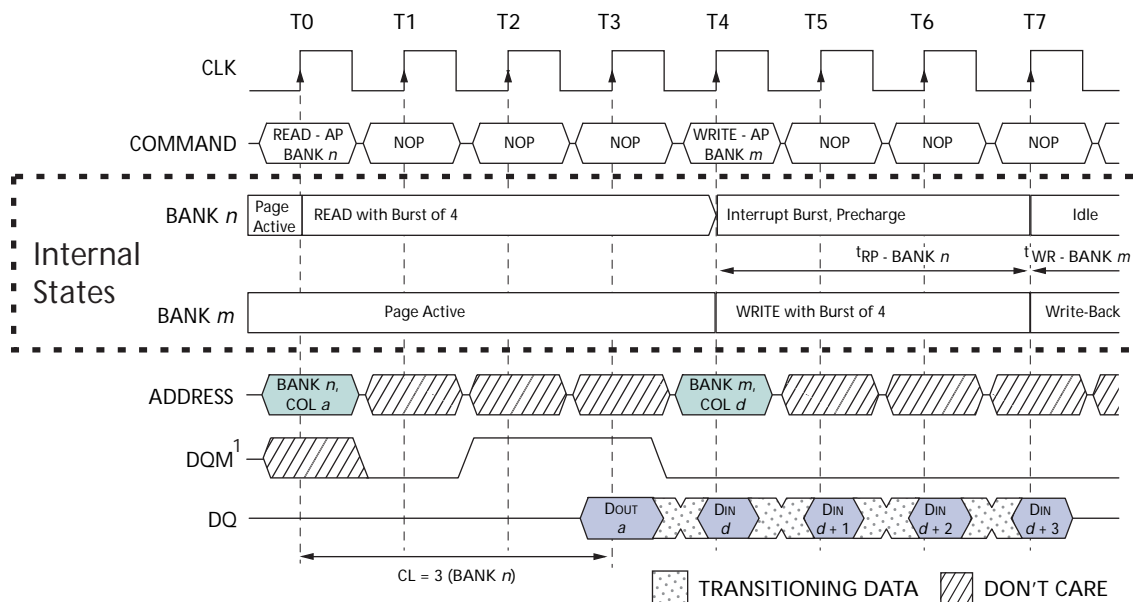 T0 T1 T2 T3 T4 T5 T6 T7
CLK
COMMAND
READ - AP
BANK n
NOP
NOP
NOP
WRITE - AP
BANK m
NOP
NOP
NOP
BANK n
Page
Active
READ with Burst of 4
Interrupt Burst, Precharge
Idle
Internal
States
tRP - BANK n
tWR - BANK m
BANK m
Page Active
WRITE with Burst of 4
Write-Back
ADDRESS
BANK n,
COL a
BANK m,
COL d
DQM1
DQ
DOUT
a
DIN
d
DIN
d + 1
DIN
d + 2
DIN
d + 3
CL = 3 (BANK n)
TRANSITIONING DATA
DON'T CARE